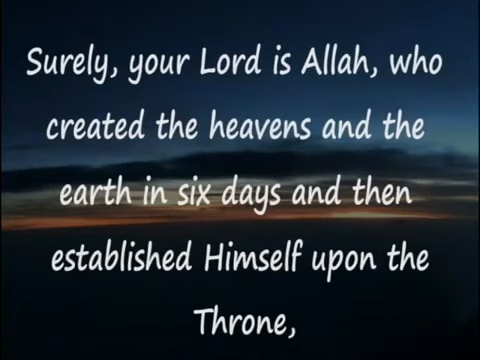 Surely, your Lord is Allah, who
created the heavens and the
earth in six days and then
established Himself upon the
Throne,